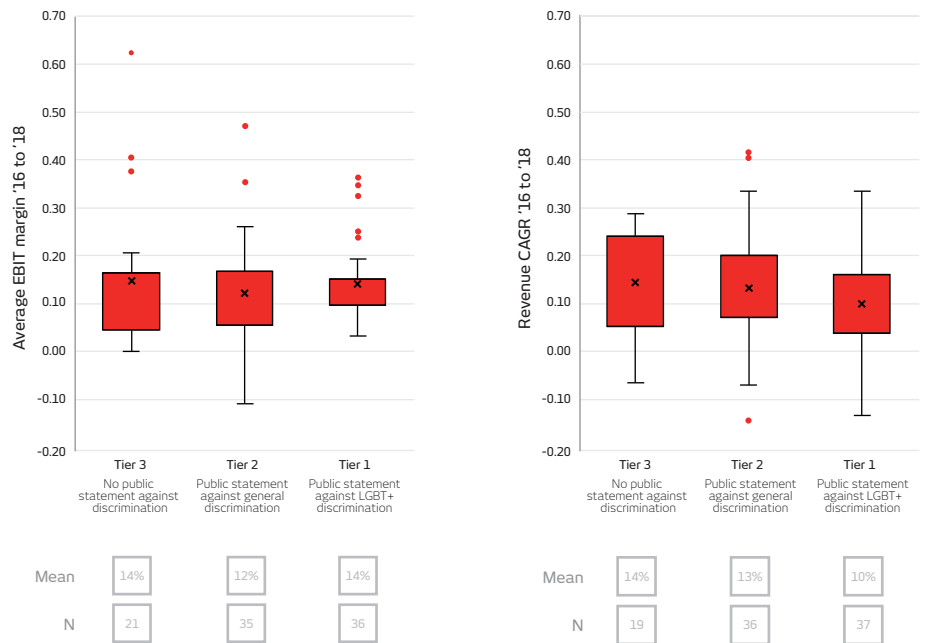 Average EBIT margin '16 to '18
0.70
0.60
0.50
0.40
0.30
0.20
0.10
0.00
-0.10
-0.20
Tier 3
No public
statement against
discrimination
Tier 2
Public statement
against general
discrimination
Tier 1
Public statement
against LGBT+
discrimination
Mean 14% 12% 14%
N 21 35 36
Revenue CAGR '16 to '18
0.70
0.60
0.50
0.40
0.30
0.20
0.10
0.00
-0.10
-0.20
Tier 3
No public
statement against
discrimination
Tier 2
Public statement
against general
discrimination
Tier 1
Public statement
against LGBT+
discrimination
Mean 14% 13% 10%
N 19 36 37